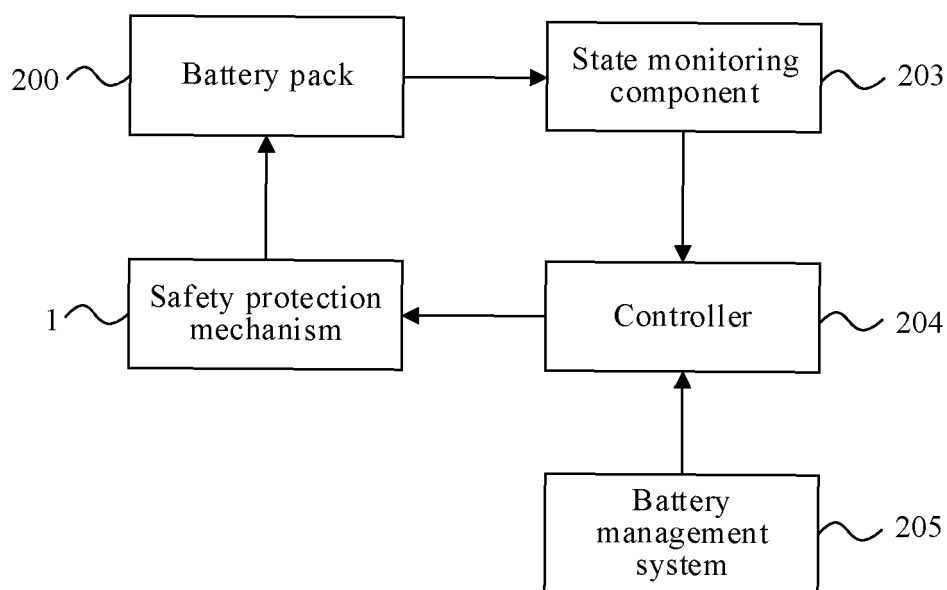 200
Battery pack
State monitoring
component
203
1
Safety protection
mechanism
Controller
204
Battery
management
system
205